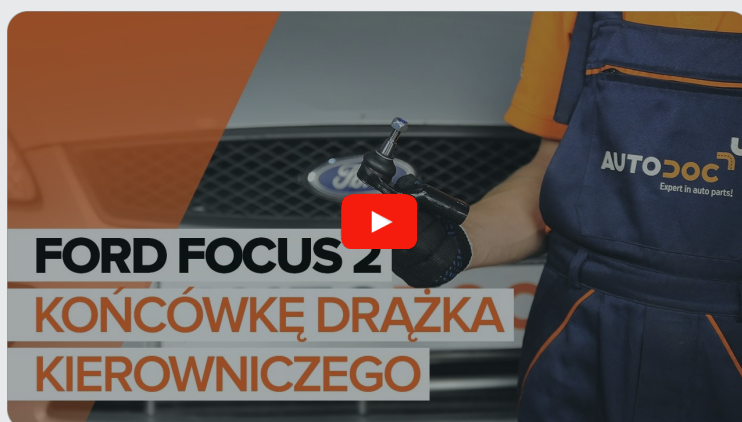 AUTODOC
Expert in auto parts!
Ford
FORD FOCUS 2
KOŃCÓWKĘ DRĄŻKA
KIEROWNICZEGO